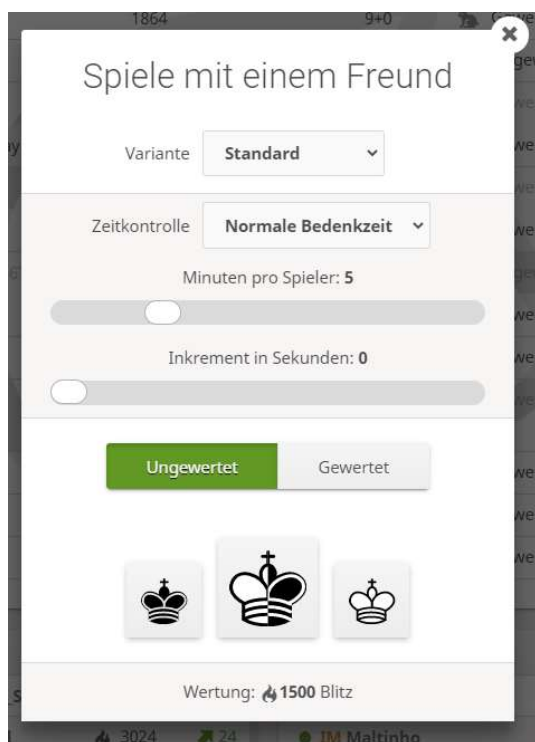 1864 9+0
Spiele mit einem Freund
Variante Standard
Zeitkontrolle Normale Bedenkzeit
Minuten pro Spieler: 5
Inkrement in Sekunden: 0
Ungewertet Gewertet
Wertung: 1500 Blitz
3024 24 IM Maltinho